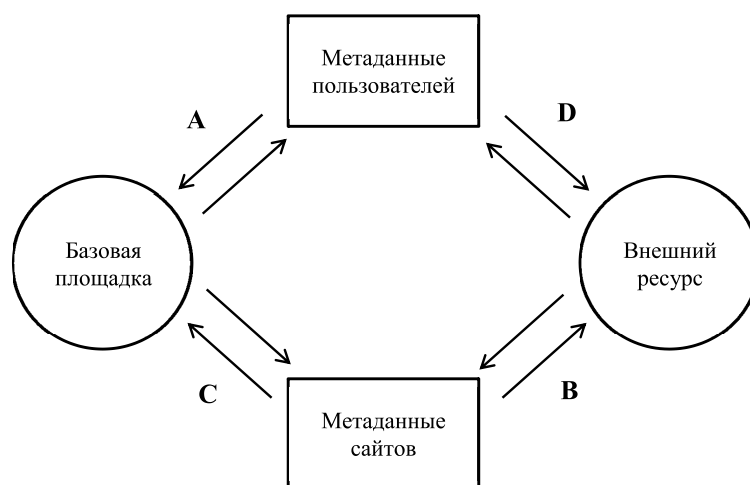 Метаданные
пользователей
A
D
Базовая
площадка
Внешний
ресурс
C
B
Метаданные
сайтов